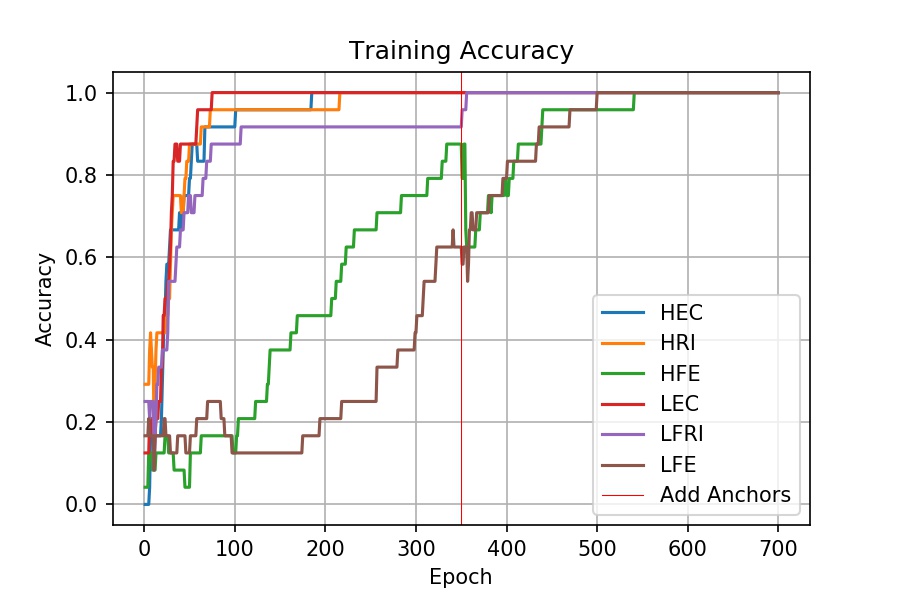 Training Accuracy
1.0
0.8
0.6
0.4
0.2
0.0
Accuracy
HEC
HRI
HFE
LEC
LFRI
LFE
Add Anchors
0 100 200 300 400 500 600 700
Epoch